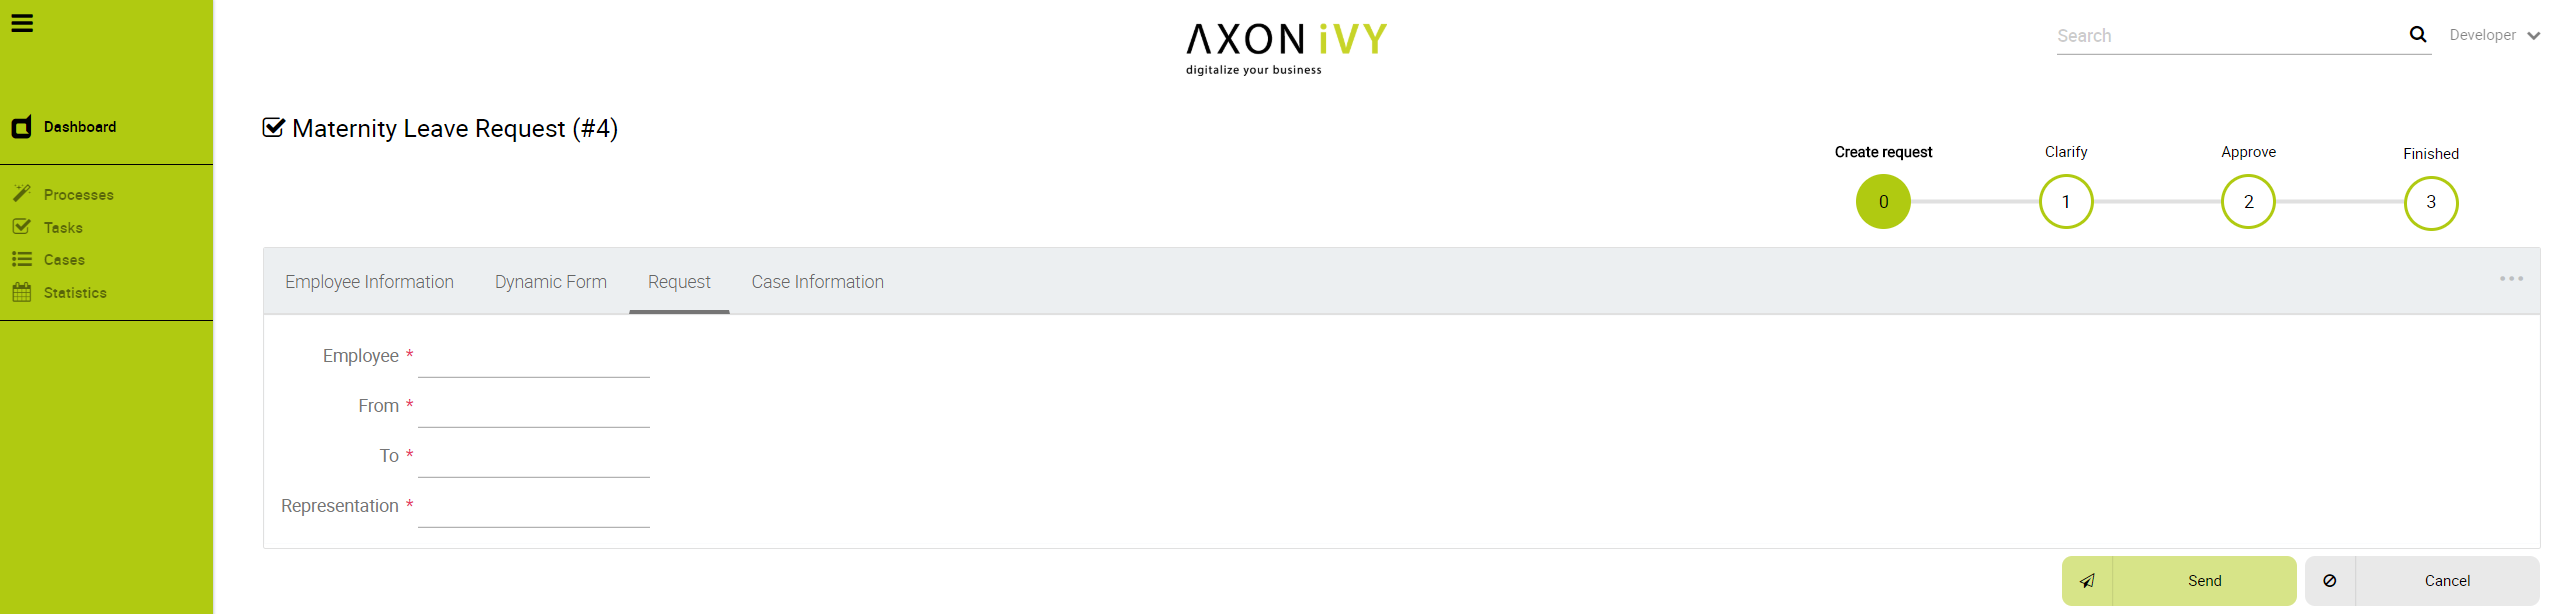 AXON iVY
digitalize your business
Search
Developer
Dashboard
Processes
Tasks
Cases
Statistics
Maternity Leave Request (#4)
Create request
Clarify
Approve
Finished
0
1
2
3
Employee Information
Dynamic Form
Request
Case Information
Employee *
From *
To *
Representation *
Send
Cancel